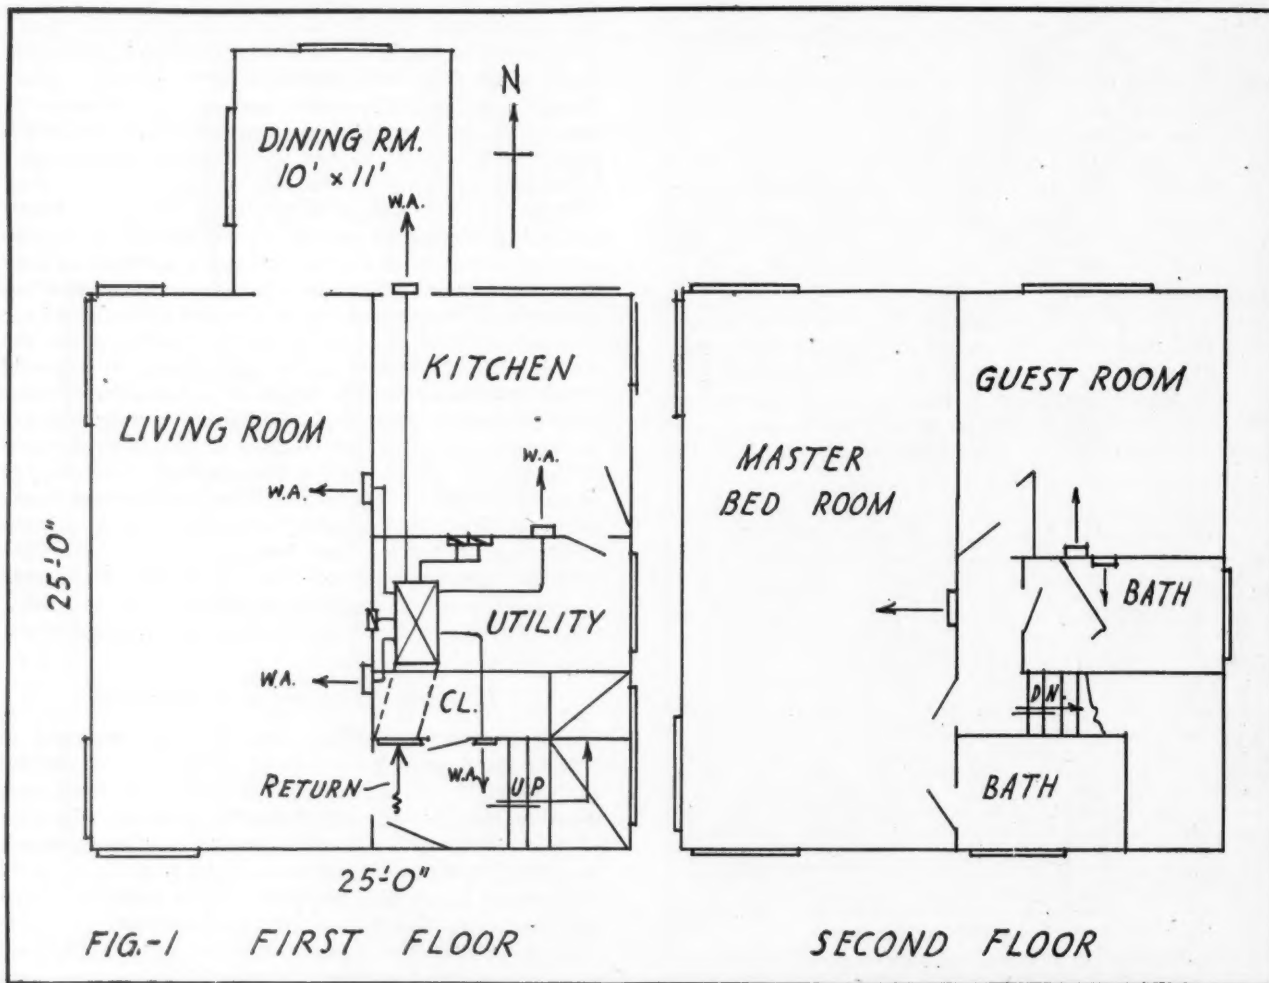 N
DINING RM.
10' x 11'
W.A.
KITCHEN
LIVING ROOM
W.A.
W.A.
25'-0"
UTILITY
W.A.
CL.
RETURN
W.A.
UP
25'-0"
GUEST ROOM
MASTER
BED ROOM
BATH
DN.
BATH
FIG.-1 FIRST FLOOR
SECOND FLOOR